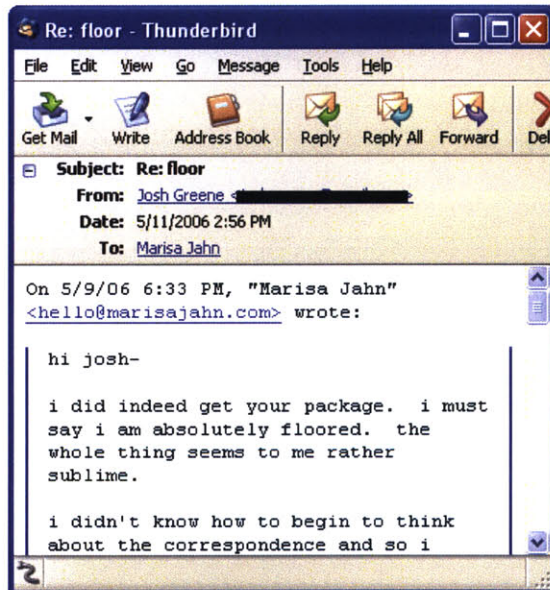 Re: floor - Thunderbird
File Edit View Go Message Tools Help
Get Mail Write Address Book Reply Reply All Forward Del
Subject: Re: floor
From: Josh Greene <
Date: 5/11/2006 2:56 PM
To: Marisa Jahn
On 5/9/06 6:33 PM, "Marisa Jahn"
<hello@marisajahn.com> wrote:
hi josh-
i did indeed get your package. i must
say i am absolutely floored. the
whole thing seems to me rather
sublime.
i didn't know how to begin to think
about the correspondence and so i